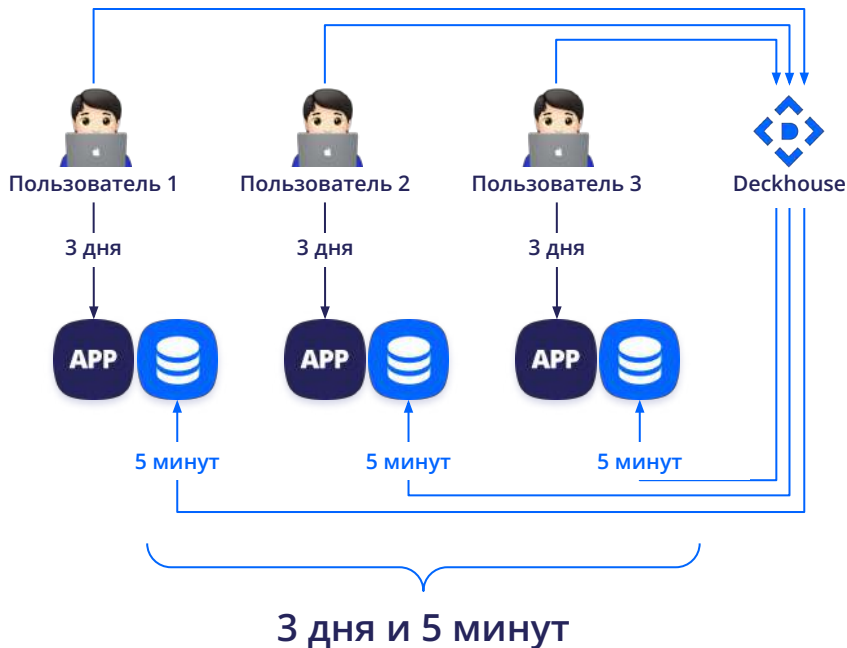 Пользователь 1
Пользователь 2
Пользователь 3
Deckhouse
3 дня
3 дня
3 дня
APP
APP
APP
5 минут
5 минут
5 минут
3 дня и 5 минут